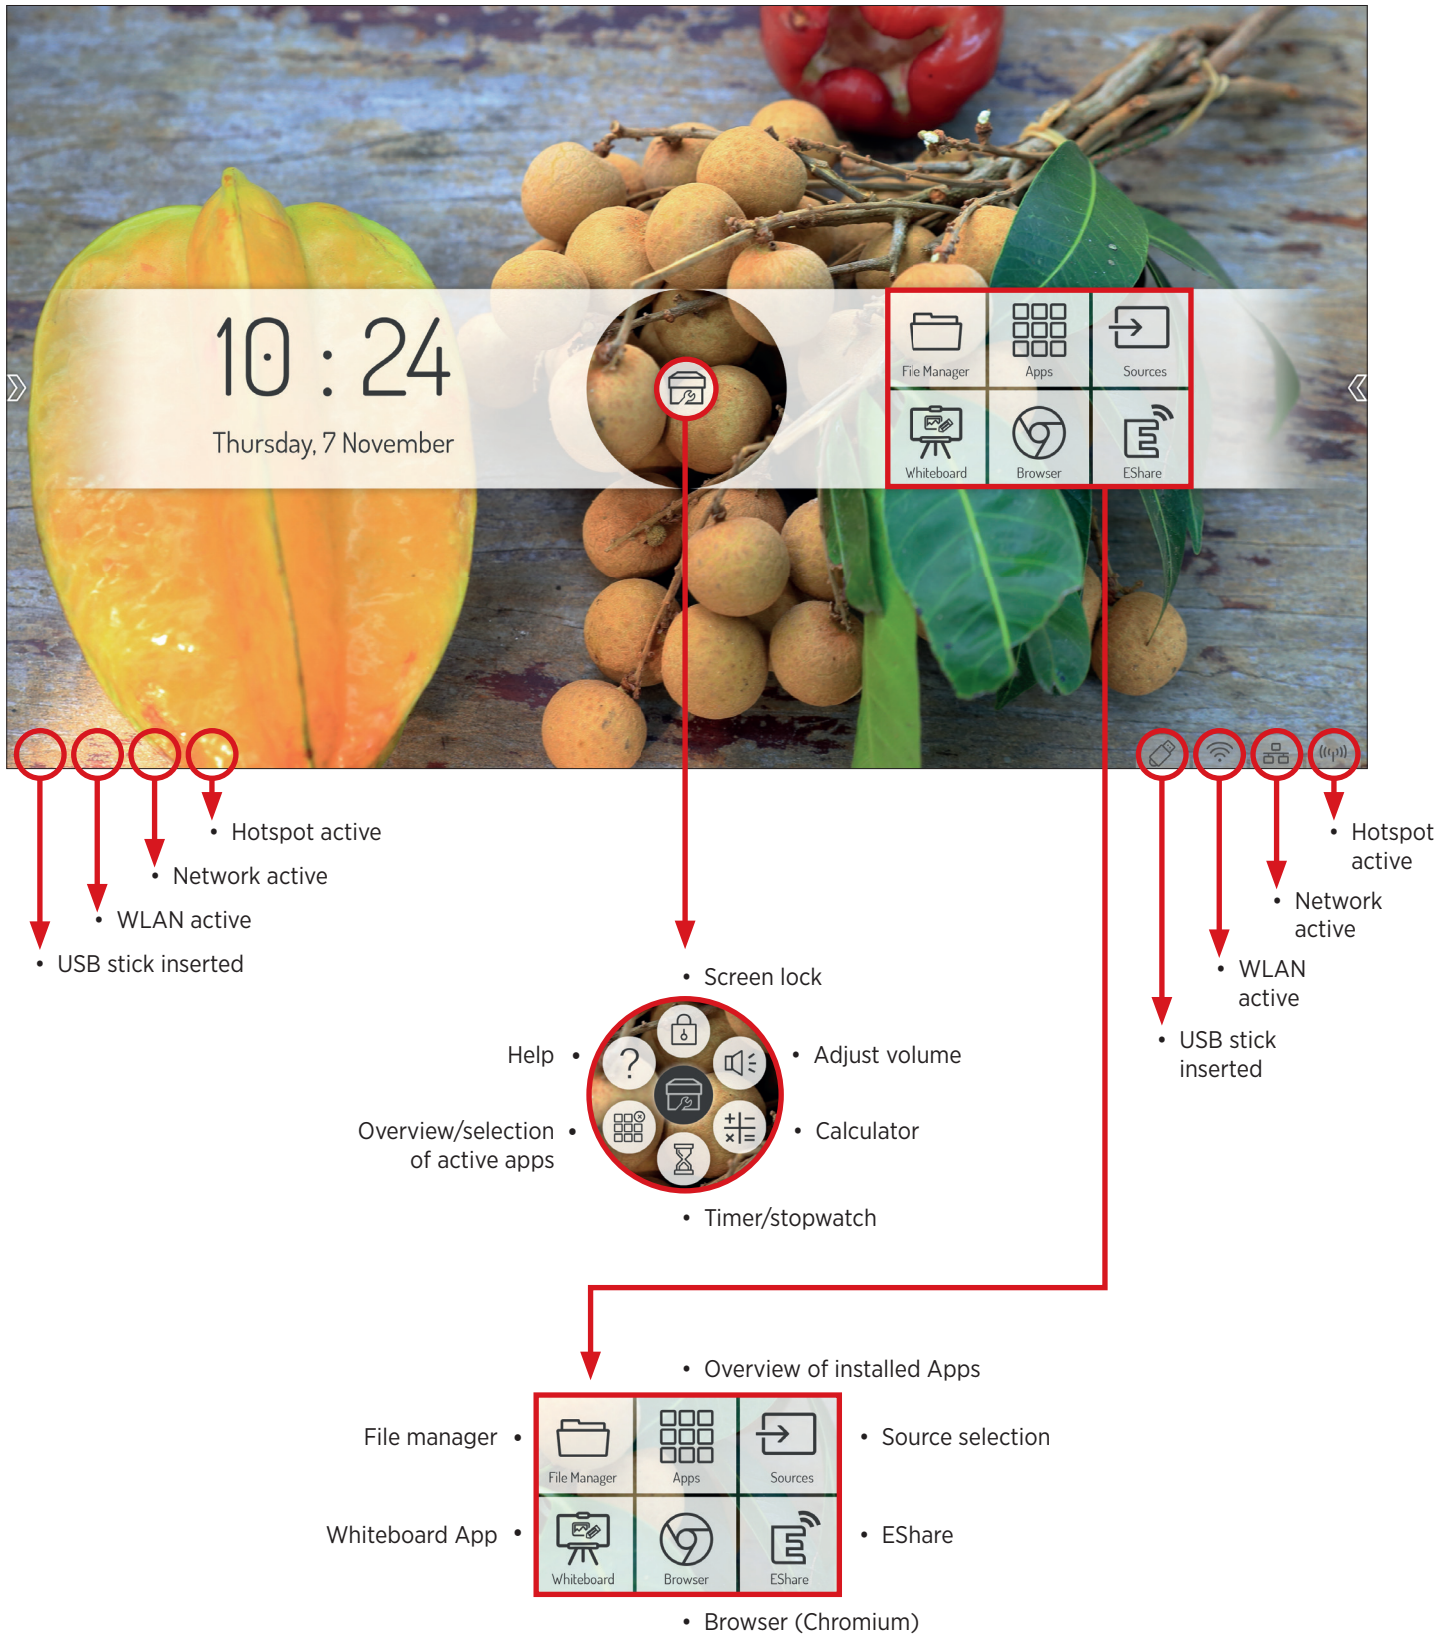 10 : 24
Thursday, 7 November
File Manager
Apps
Sources
Whiteboard
Browser
EShare
• Hotspot active
• Network active
• WLAN active
• USB stick inserted
• Hotspot
active
• Network
active
• WLAN
active
• USB stick
inserted
• Screen lock
Help •
• Adjust volume
Overview/selection •
of active apps
• Calculator
• Timer/stopwatch
• Overview of installed Apps
File manager •
• Source selection
File Manager
Apps
Sources
Whiteboard App •
• EShare
Whiteboard
Browser
EShare
• Browser (Chromium)